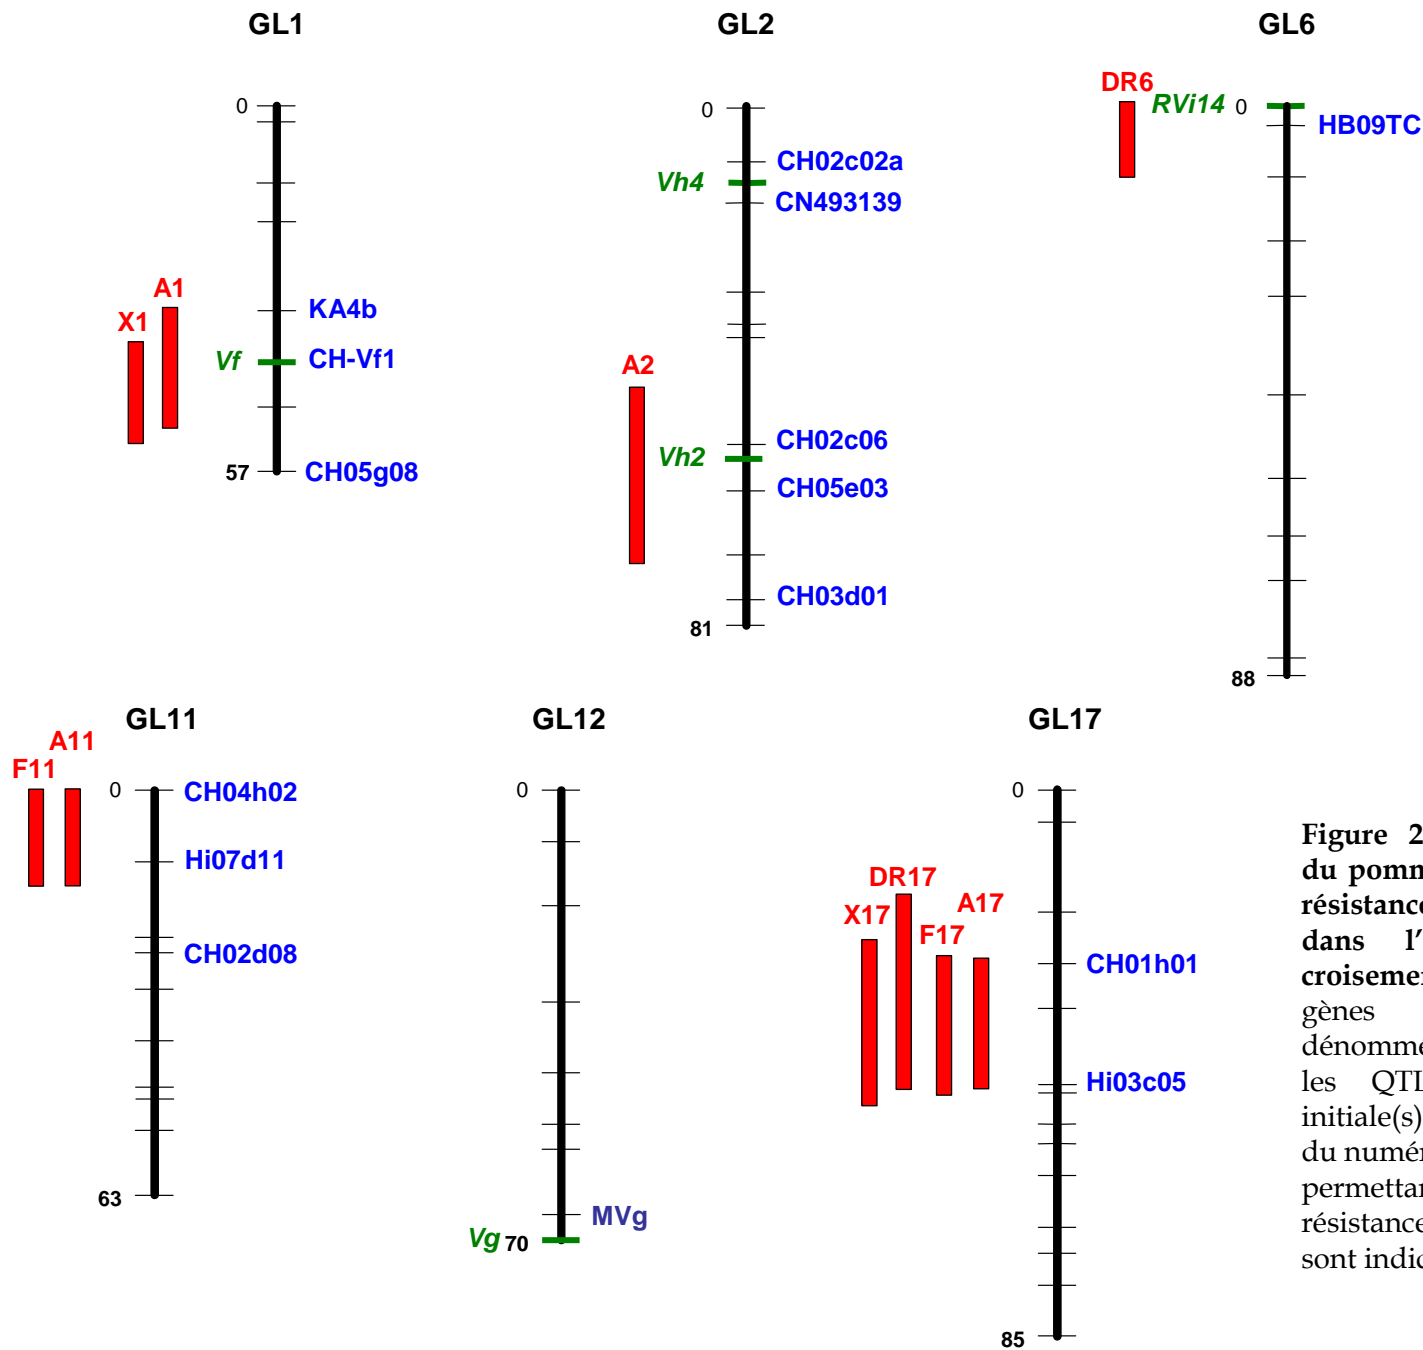 GL1
0
A1
X1
KA4b
Vf
CH-Vf1
57
CH05g08
GL2
0
CH02c02a
Vh4
CN493139
A2
CH02c06
Vh2
CH05e03
CH03d01
81
GL6
DR6
RVi14 0
HB09TC
88
GL11
A11
F11
0
CH04h02
Hi07d11
CH02d08
63
GL12
0
MVg
Vg 70
GL17
0
DR17
X17
A17
F17
CH01h01
Hi03c05
85
Figure 2
du pomm
résistance
dans l'
croisemen
gènes
dénommé
les QTL
initiale(s)
du numér
permettan
résistance
sont indic